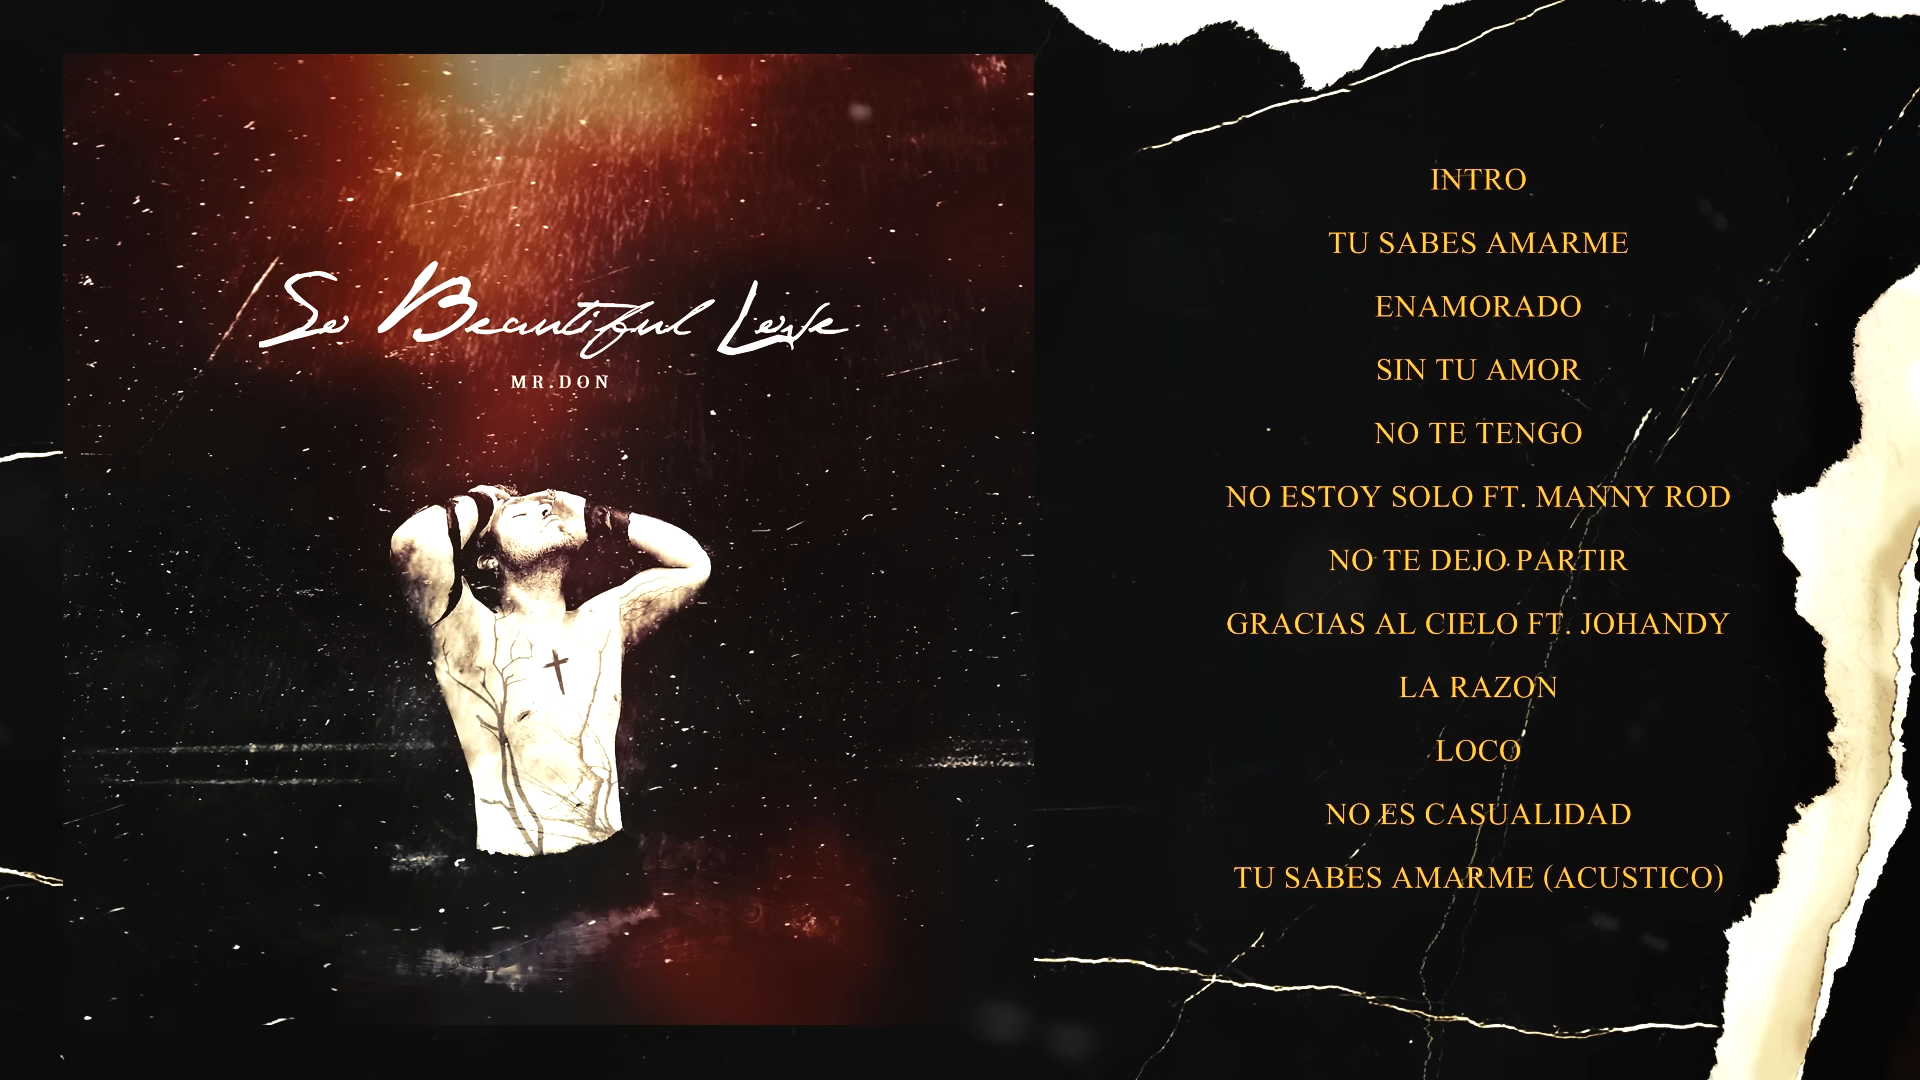 So Beautiful Love
MR.DON
INTRO
TU SABES AMARME
ENAMORADO
SIN TU AMOR
NO TE TENGO
NO ESTOY SOLO FT. MANNY ROD
NO TE DEJO PARTIR
GRACIAS AL CIELO FT. JOHANDY
LA RAZON
LOCO
NO ES CASUALIDAD
TU SABES AMARME (ACUSTICO)